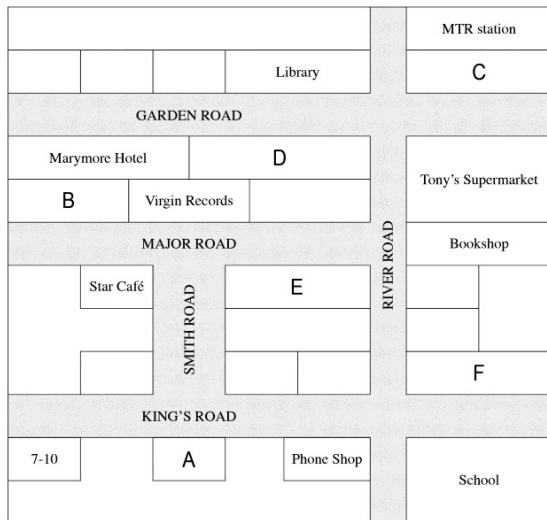 MTR station
Library
C
GARDEN ROAD
Marymore Hotel
D
Tony's Supermarket
B
Virgin Records
MAJOR ROAD
RIVER ROAD
Bookshop
Star Café
SMITH ROAD
E
F
KING'S ROAD
7-10
A
Phone Shop
School